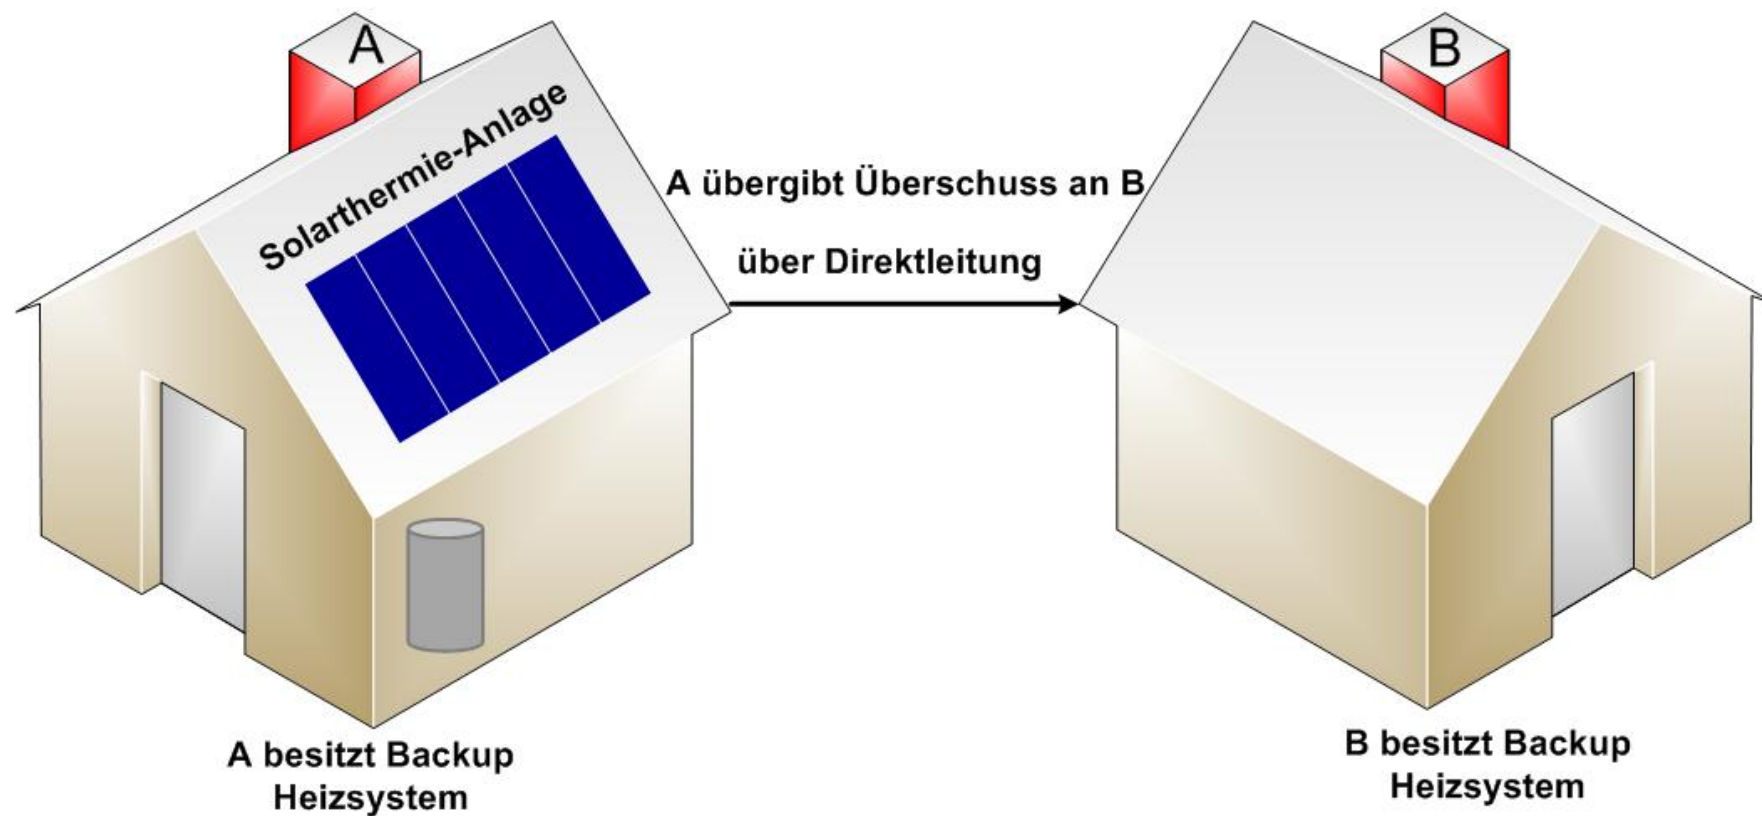 A
B
Solarthermie-Anlage
A übergibt Überschuss an B
über Direktleitung
A besitzt Backup
Heizsystem
B besitzt Backup
Heizsystem